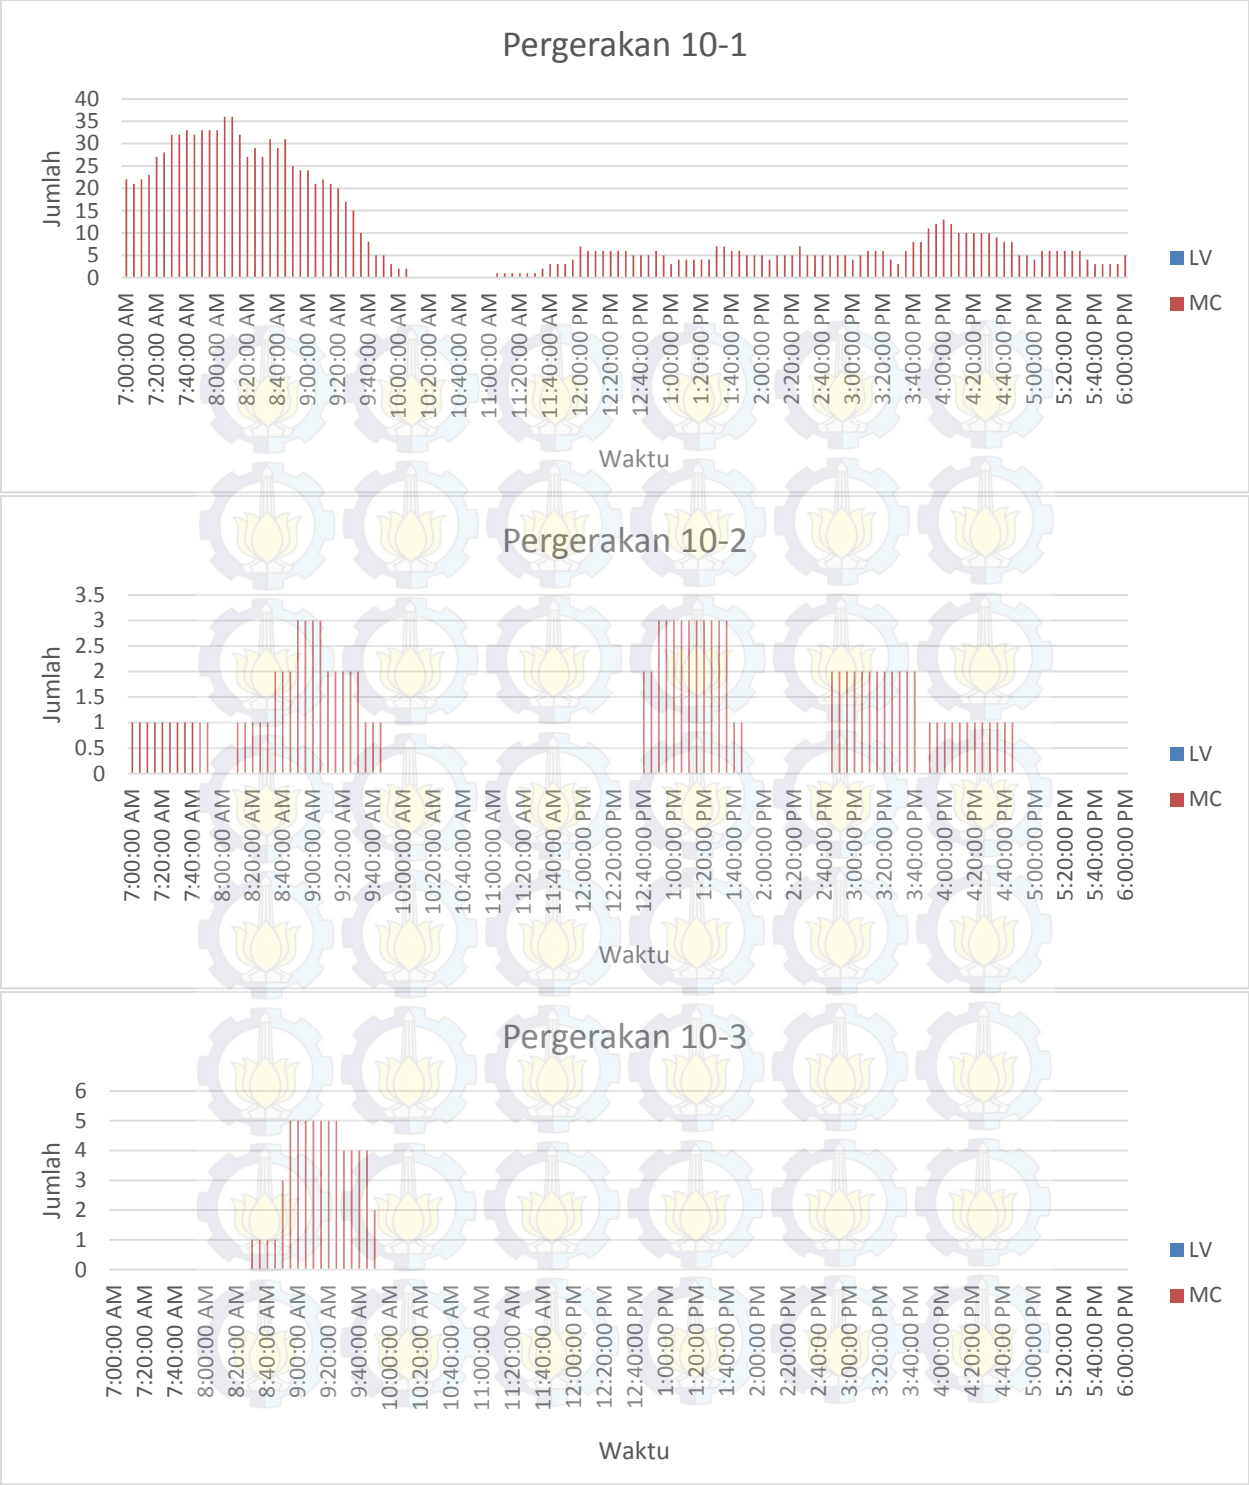 Pergerakan 10-1
40
35
30
25
20
15
10
5
0
Jumlah
7:00:00 AM
7:20:00 AM
7:40:00 AM
8:00:00 AM
8:20:00 AM
8:40:00 AM
9:00:00 AM
9:20:00 AM
9:40:00 AM
10:00:00 AM
10:20:00 AM
10:40:00 AM
11:00:00 AM
11:20:00 AM
11:40:00 AM
12:00:00 PM
12:20:00 PM
12:40:00 PM
1:00:00 PM
1:20:00 PM
1:40:00 PM
2:00:00 PM
2:20:00 PM
2:40:00 PM
3:00:00 PM
3:20:00 PM
3:40:00 PM
4:00:00 PM
4:20:00 PM
4:40:00 PM
5:00:00 PM
5:20:00 PM
5:40:00 PM
6:00:00 PM
Waktu
LV
MC
Pergerakan 10-2
3.5
3
2.5
2
1.5
1
0.5
0
Jumlah
7:00:00 AM
7:20:00 AM
7:40:00 AM
8:00:00 AM
8:20:00 AM
8:40:00 AM
9:00:00 AM
9:20:00 AM
9:40:00 AM
10:00:00 AM
10:20:00 AM
10:40:00 AM
11:00:00 AM
11:20:00 AM
11:40:00 AM
12:00:00 PM
12:20:00 PM
12:40:00 PM
1:00:00 PM
1:20:00 PM
1:40:00 PM
2:00:00 PM
2:20:00 PM
2:40:00 PM
3:00:00 PM
3:20:00 PM
3:40:00 PM
4:00:00 PM
4:20:00 PM
4:40:00 PM
5:00:00 PM
5:20:00 PM
5:40:00 PM
6:00:00 PM
Waktu
LV
MC
Pergerakan 10-3
6
5
4
3
2
1
0
Jumlah
7:00:00 AM
7:20:00 AM
7:40:00 AM
8:00:00 AM
8:20:00 AM
8:40:00 AM
9:00:00 AM
9:20:00 AM
9:40:00 AM
10:00:00 AM
10:20:00 AM
10:40:00 AM
11:00:00 AM
11:20:00 AM
11:40:00 AM
12:00:00 PM
12:20:00 PM
12:40:00 PM
1:00:00 PM
1:20:00 PM
1:40:00 PM
2:00:00 PM
2:20:00 PM
2:40:00 PM
3:00:00 PM
3:20:00 PM
3:40:00 PM
4:00:00 PM
4:20:00 PM
4:40:00 PM
5:00:00 PM
5:20:00 PM
5:40:00 PM
6:00:00 PM
Waktu
LV
MC